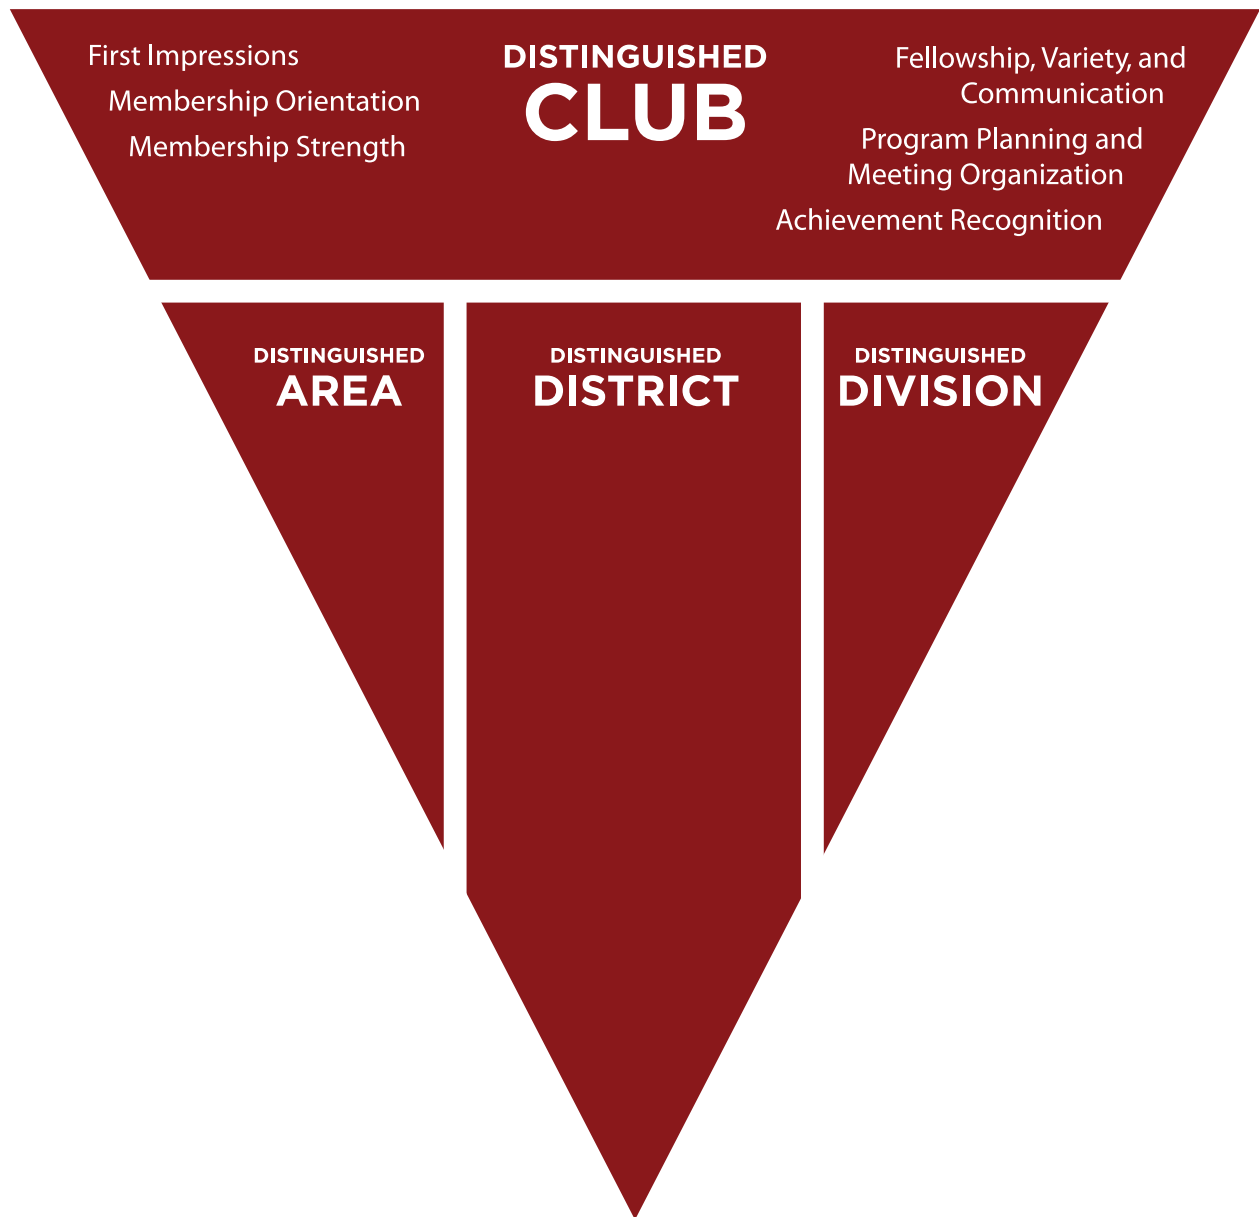 First Impressions
Membership Orientation
Membership Strength
DISTINGUISHED
CLUB
Fellowship, Variety, and
Communication
Program Planning and
Meeting Organization
Achievement Recognition
DISTINGUISHED
AREA
DISTINGUISHED
DISTRICT
DISTINGUISHED
DIVISION